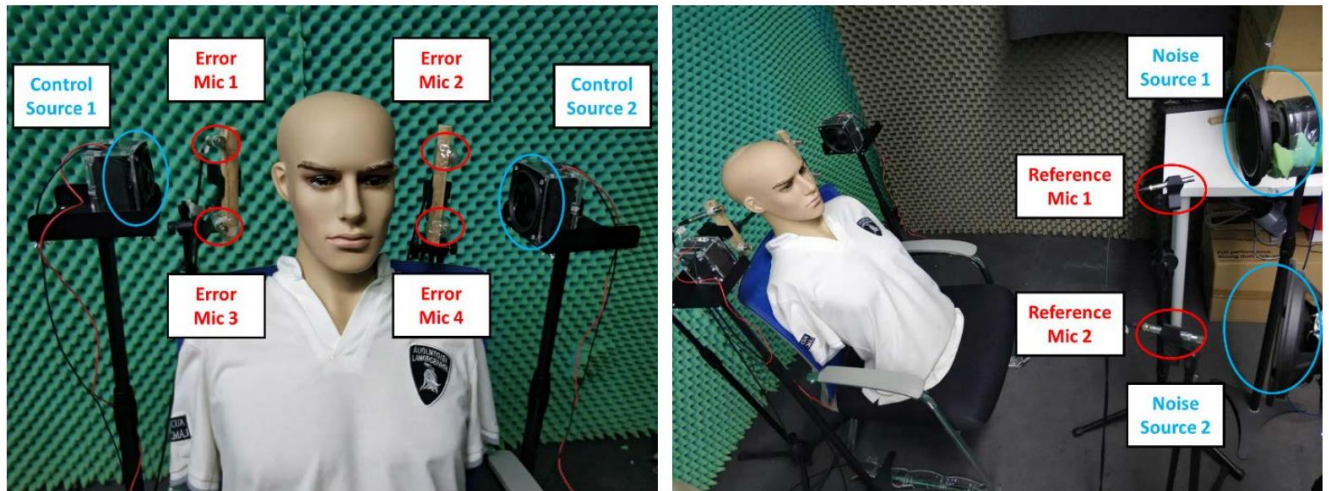 Error
Mic 1
Error
Mic 2
Control
Source 1
Control
Source 2
Error
Mic 3
Error
Mic 4
Noise
Source 1
Reference
Mic 1
Reference
Mic 2
Noise
Source 2